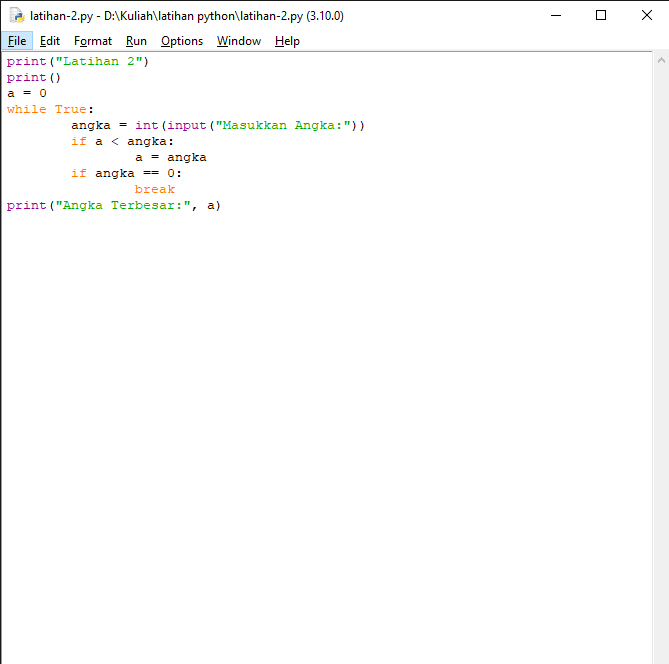 latihan-2.py - D:\Kuliah\latihan python\latihan-2.py (3.10.0)
File Edit Format Run Options Window Help
print("Latihan 2")
print()
a = 0
while True:
        angka = int(input("Masukkan Angka:"))
        if a < angka:
                a = angka
        if angka == 0:
                break
print("Angka Terbesar:", a)